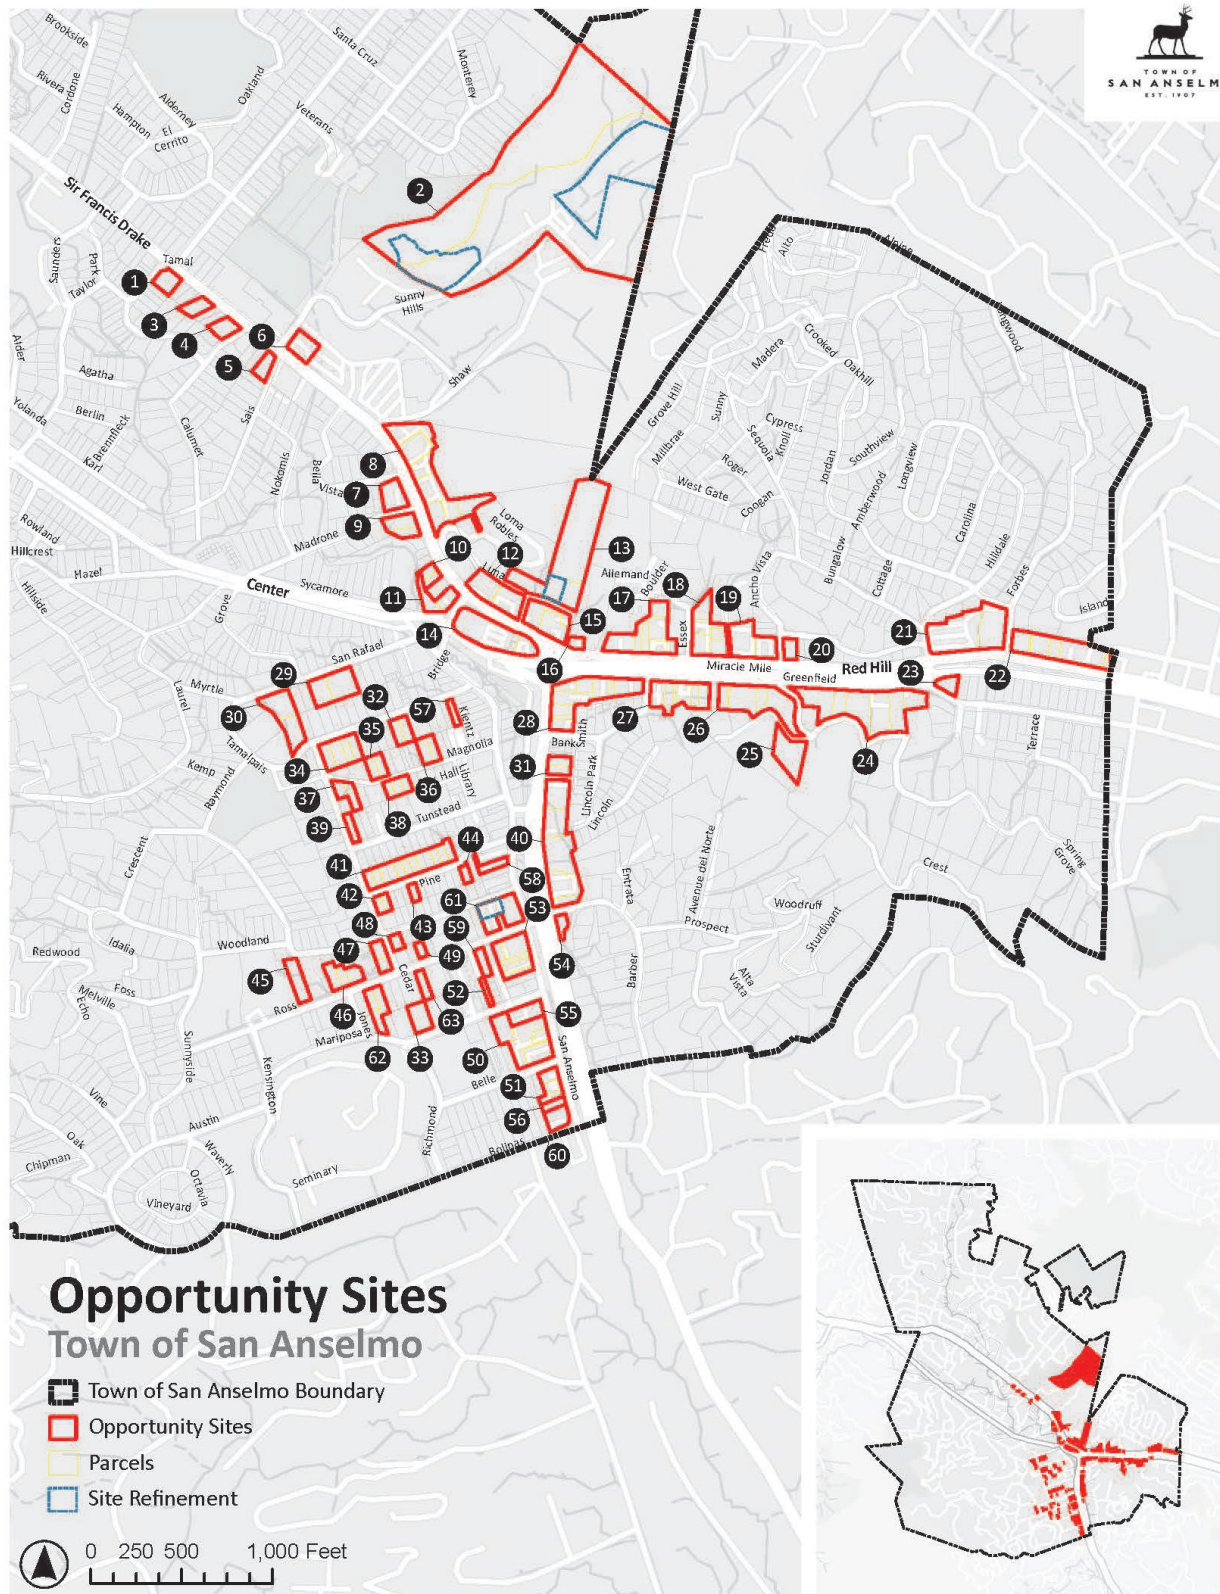 TOWN OF
SAN ANSELM
EST. 1907
Brookside
Rivera
Cordone
Hampton
Alderney
El
Cerrito
Oakland
Santa Cruz
Veterans
Monterey
2
Sir Francis Drake
Saunders
Park
Taylor
Tamal
1
3
4
5
6
Sunny
Hills
Shaw
Alder
Agatha
Yolanda
Berlin
Brennfleck
Karl
Calumet
Sais
Nokomis
Bella
Vista
8
7
9
Madrone
Rowland
Hillcrest
Hazel
Hillside
Sycamore
Center
Grove
10
11
12
Lorna
Robles
Luna
13
14
15
16
Fredo
Alto
Alpine
Longwood
Madera
Crooked
Oakhill
Grove Hill
Sunny
Millbrae
Cypress
Sequoia
Knoll
Roger
West Gate
Coogan
Jordan
Southview
Amberwood
Longview
Carolina
Bungalow
Cottage
Hilldale
Forbes
Island
Allemand
Boulder
17
18
Essex
19
Ancho Vista
20
21
22
23
Miracle Mile
Red Hill
Greenfield
Terrace
24
25
26
27
28
Bank
Smith
San Rafael
Bridge
29
30
Myrtle
Laurel
Tamalpais
Kemp
Raymond
32
57
Kientz
35
Magnolia
34
36
Hall
Library
37
38
Tunstead
39
31
Lincoln Park
Lincoln
40
Crescent
41
44
58
Pine
42
43
61
53
59
48
47
49
Cedar
52
Woodland
Redwood
Idalia
Foss
Melville
Echo
45
46
Ross
Mariposa
Jones
62
33
63
50
55
54
San Anselmo
Entrata
Avenue del Norte
Prospect
Barber
Alta
Vista
Woodruff
Sturdivant
Crest
Spring
Grove
Sunnyside
Kensington
Belle
51
56
60
Bolinas
Richmond
Vine
Austin
Oak
Chipman
Waverly
Octavia
Vineyard
Seminary
Opportunity Sites
Town of San Anselmo
Town of San Anselmo Boundary
Opportunity Sites
Parcels
Site Refinement
0 250 500 1,000 Feet